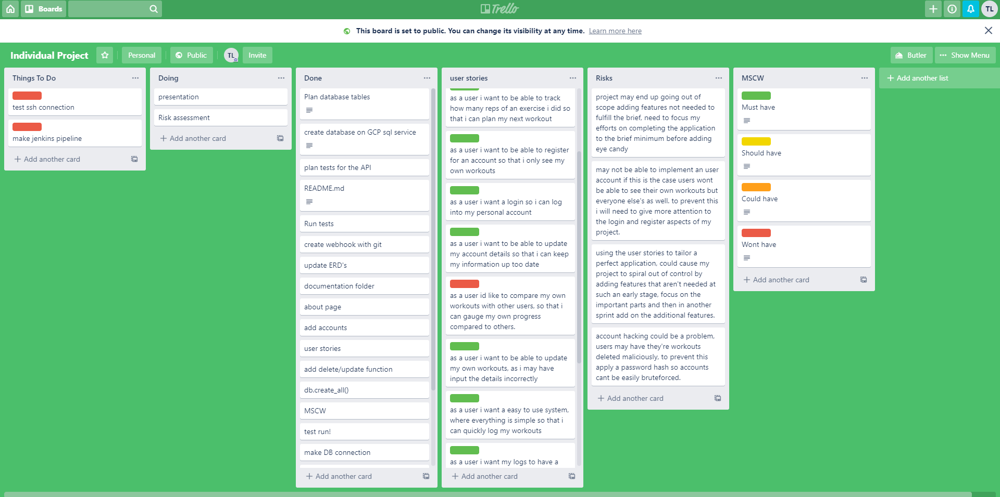 Boards
Trello
TL
This board is set to public. You can change its visibility at any time. Learn more here
Individual Project
Personal
Public
TL
Invite
Butler
Show Menu
Things To Do
test ssh connection
make jenkins pipeline
Add another card
Doing
presentation
Risk assessment
Add another card
Done
Plan database tables
create database on GCP sql service
plan tests for the API
README.md
Run tests
create webhook with git
update ERD's
documentation folder
about page
add accounts
user stories
add delete/update function
db.create_all()
MSCW
test run!
make DB connection
Add another card
user stories
as a user i want to be able to track
how many reps of an exercise i did so
that i can plan my next workout
as a user i want to be able to register
for an account so that i only see my
own workouts
as a user i want a login so i can log
into my personal account
as a user i want to be able to update
my account details so that i can keep
my information up too date
as a user id like to compare my own
workouts with other users, so that i
can gauge my own progress
compared to others.
as a user i want to be able to update
my own workouts, as i may have
input the details incorrectly
as a user i want a easy to use system,
where everything is simple so that i
can quickly log my workouts
as a user i want my logs to have a
Add another card
Risks
project may end up going out of
scope adding features not needed to
fulfill the brief, need to focus my
efforts on completing the application
to the brief minimum before adding
eye candy
may not be able to implement an user
account if this is the case users wont
be able to see their own workouts but
everyone else's as well. to prevent this
i will need to give more attention to
the login and register aspects of my
project.
using the user stories to tailor a
perfect application, could cause my
project to spiral out of control by
adding features that aren't needed at
such an early stage, focus on the
important parts and then in another
sprint add on the additional features.
account hacking could be a problem,
users may have they're workouts
deleted maliciously, to prevent this
apply a password hash so accounts
cant be easily bruteforced.
Add another card
MSCW
Must have
Should have
Could have
Wont have
Add another card
Add another list